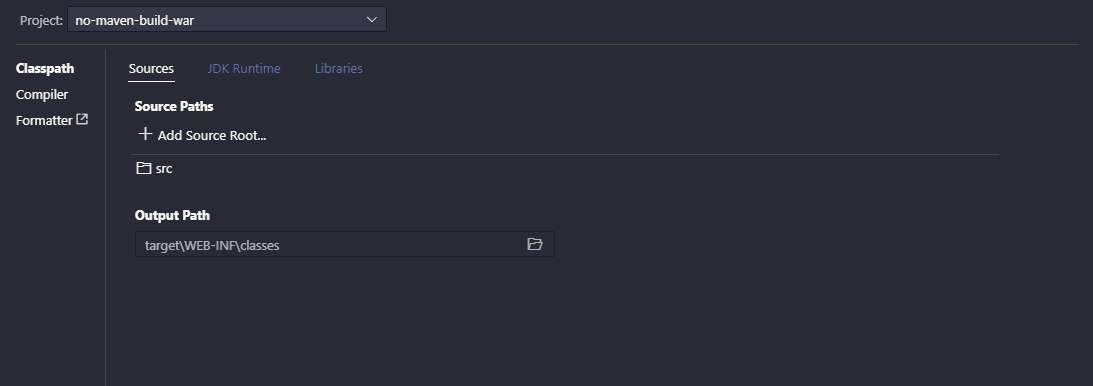 Project: no-maven-build-war
Classpath
Compiler
Formatter
Sources JDK Runtime Libraries
Source Paths
Add Source Root...
src
Output Path
target\WEB-INF\classes